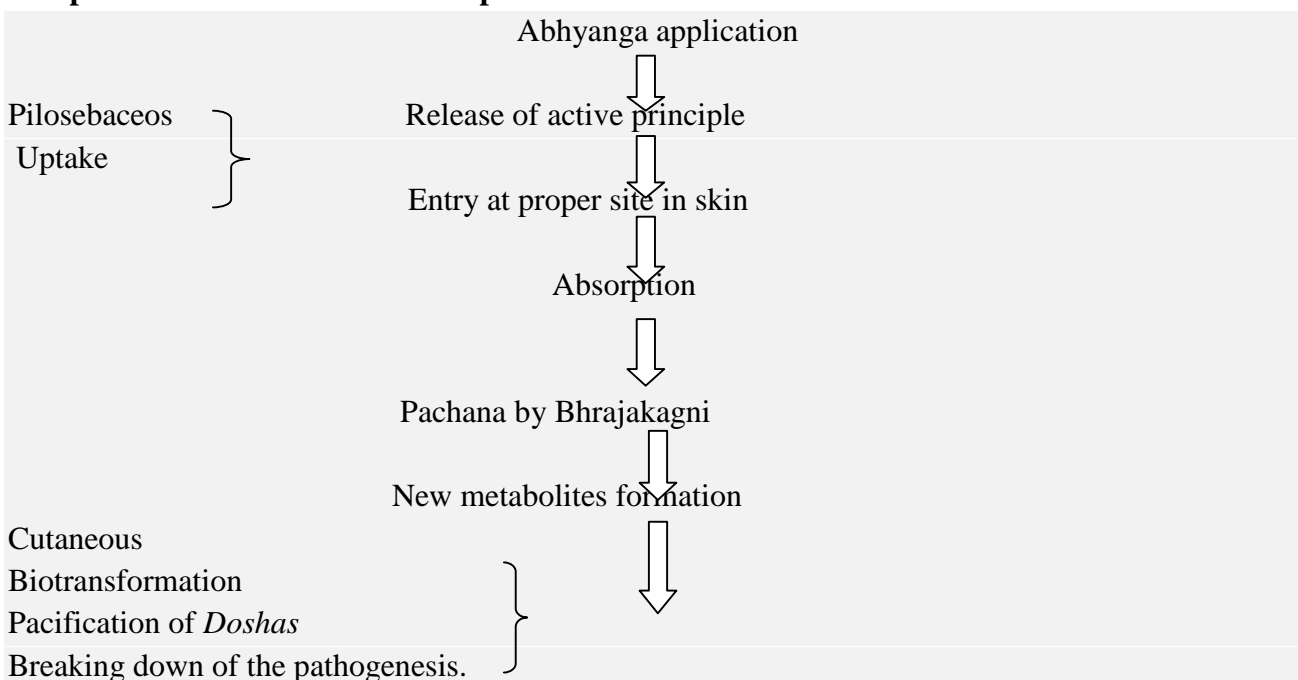 Abhyanga application
Pilosebaceos
Release of active principle
Uptake
Entry at proper site in skin
Absorption
Pachana by Bhrajakagni
New metabolites formation
Cutaneous
Biotransformation
Pacification of Doshas
Breaking down of the pathogenesis.